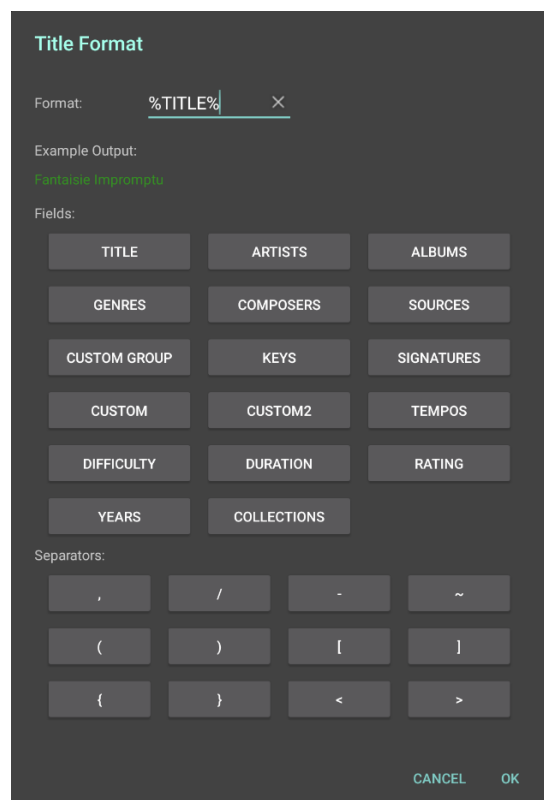 Title Format
Format: %TITLE% ×
Example Output:
Fantaisie Impromptu
Fields:
TITLE ARTISTS ALBUMS
GENRES COMPOSERS SOURCES
CUSTOM GROUP KEYS SIGNATURES
CUSTOM CUSTOM2 TEMPOS
DIFFICULTY DURATION RATING
YEARS COLLECTIONS
Separators:
, / - ~
( ) [ ]
{ } < >
CANCEL OK